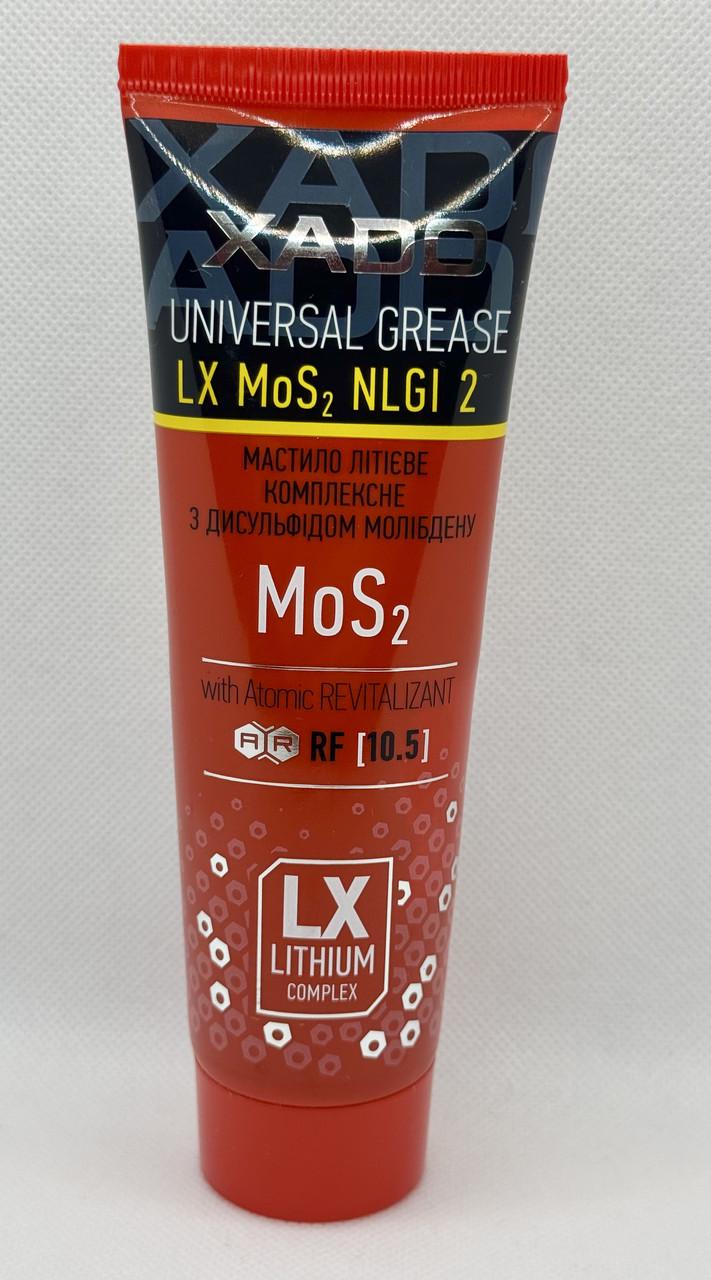 XADO
UNIVERSAL GREASE
LX MoS₂ NLGI 2
МАСТИЛО ЛІТІЄВЕ
КОМПЛЕКСНЕ
З ДИСУЛЬФІДОМ МОЛІБДЕНУ
MoS₂
with Atomic REVITALIZANT
AR RF [10.5]
LX
LITHIUM
COMPLEX